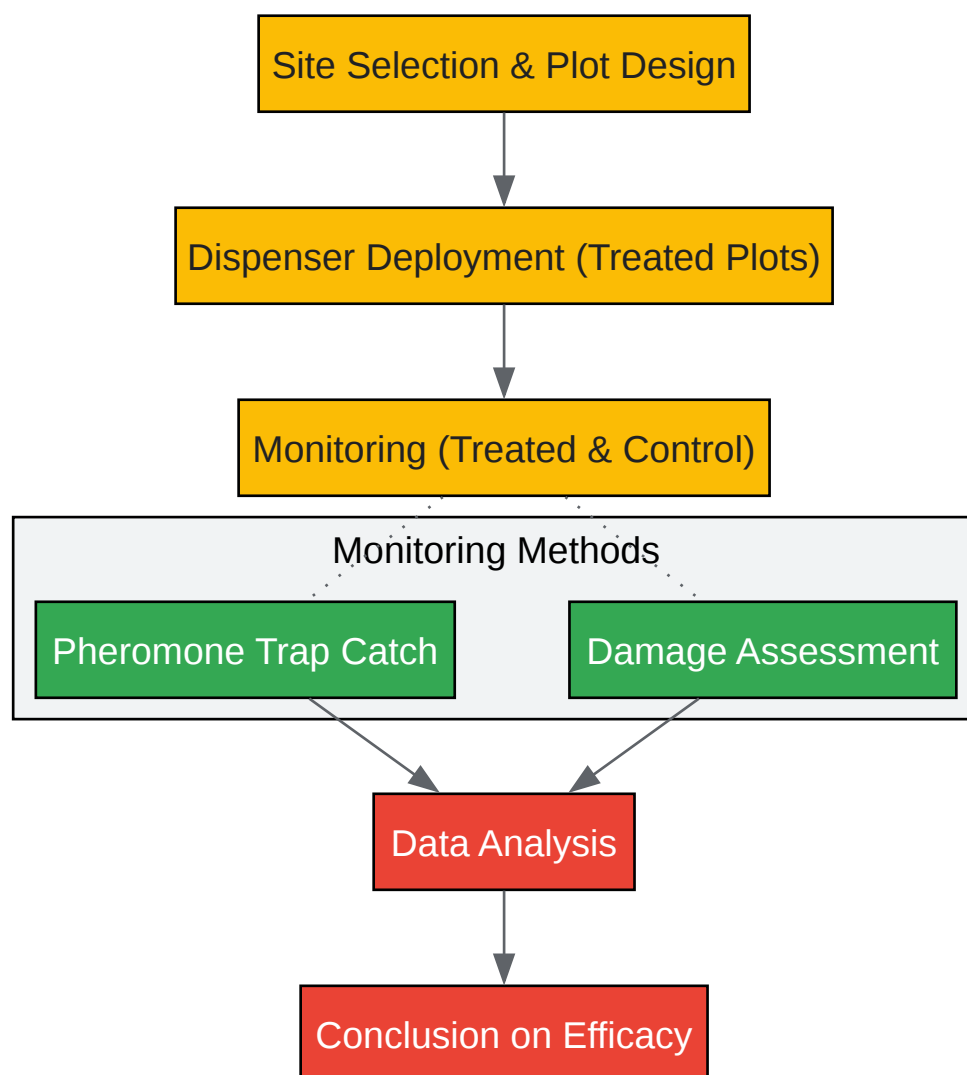 Site Selection & Plot Design
Dispenser Deployment (Treated Plots)
Monitoring (Treated & Control)
Monitoring Methods
Pheromone Trap Catch
Damage Assessment
Data Analysis
Conclusion on Efficacy